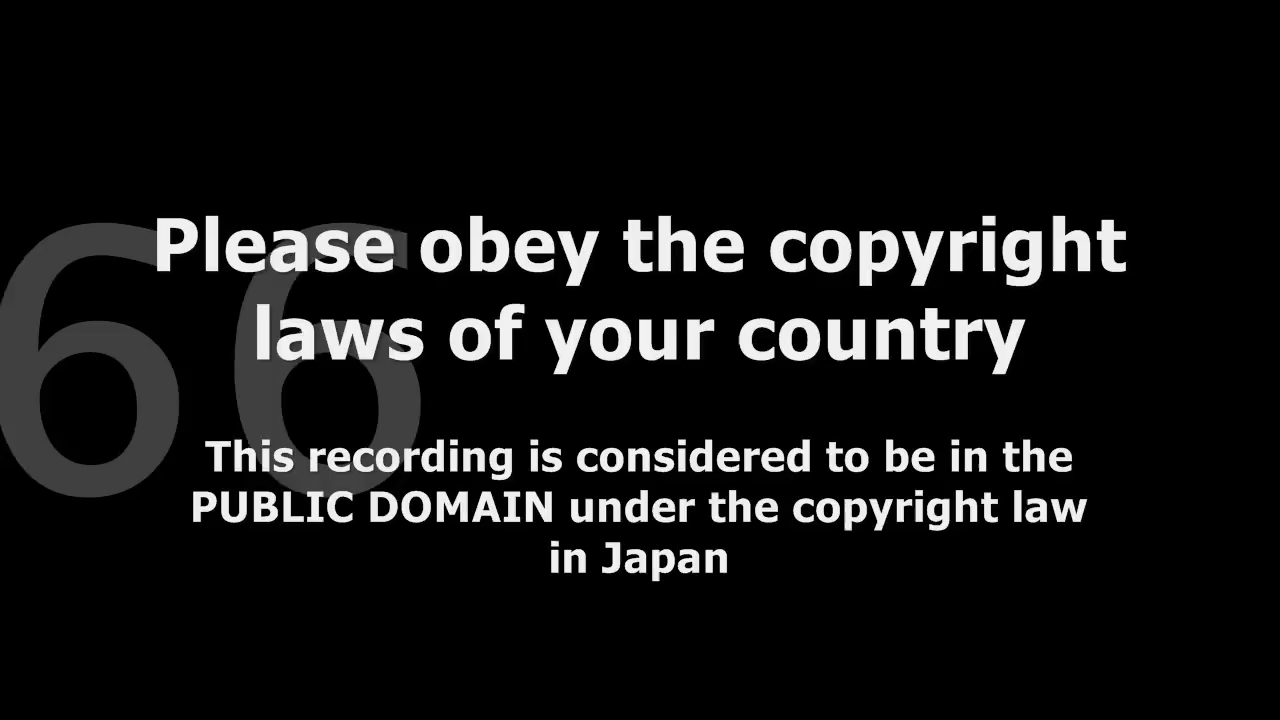 66
Please obey the copyright
laws of your country
This recording is considered to be in the
PUBLIC DOMAIN under the copyright law
in Japan